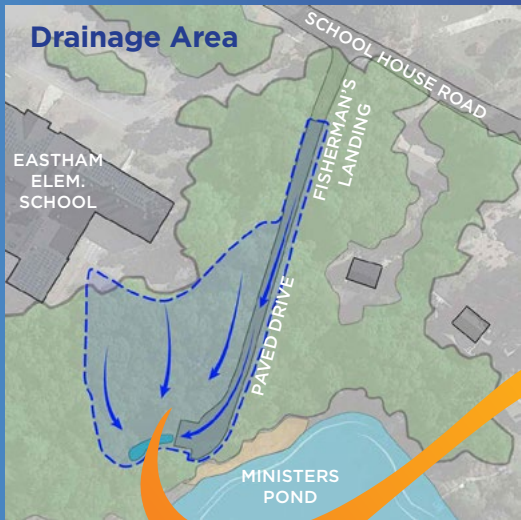 Drainage Area
SCHOOL HOUSE ROAD
FISHERMAN'S
LANDING
EASTHAM
ELEM.
SCHOOL
PAVED DRIVE
MINISTERS
POND